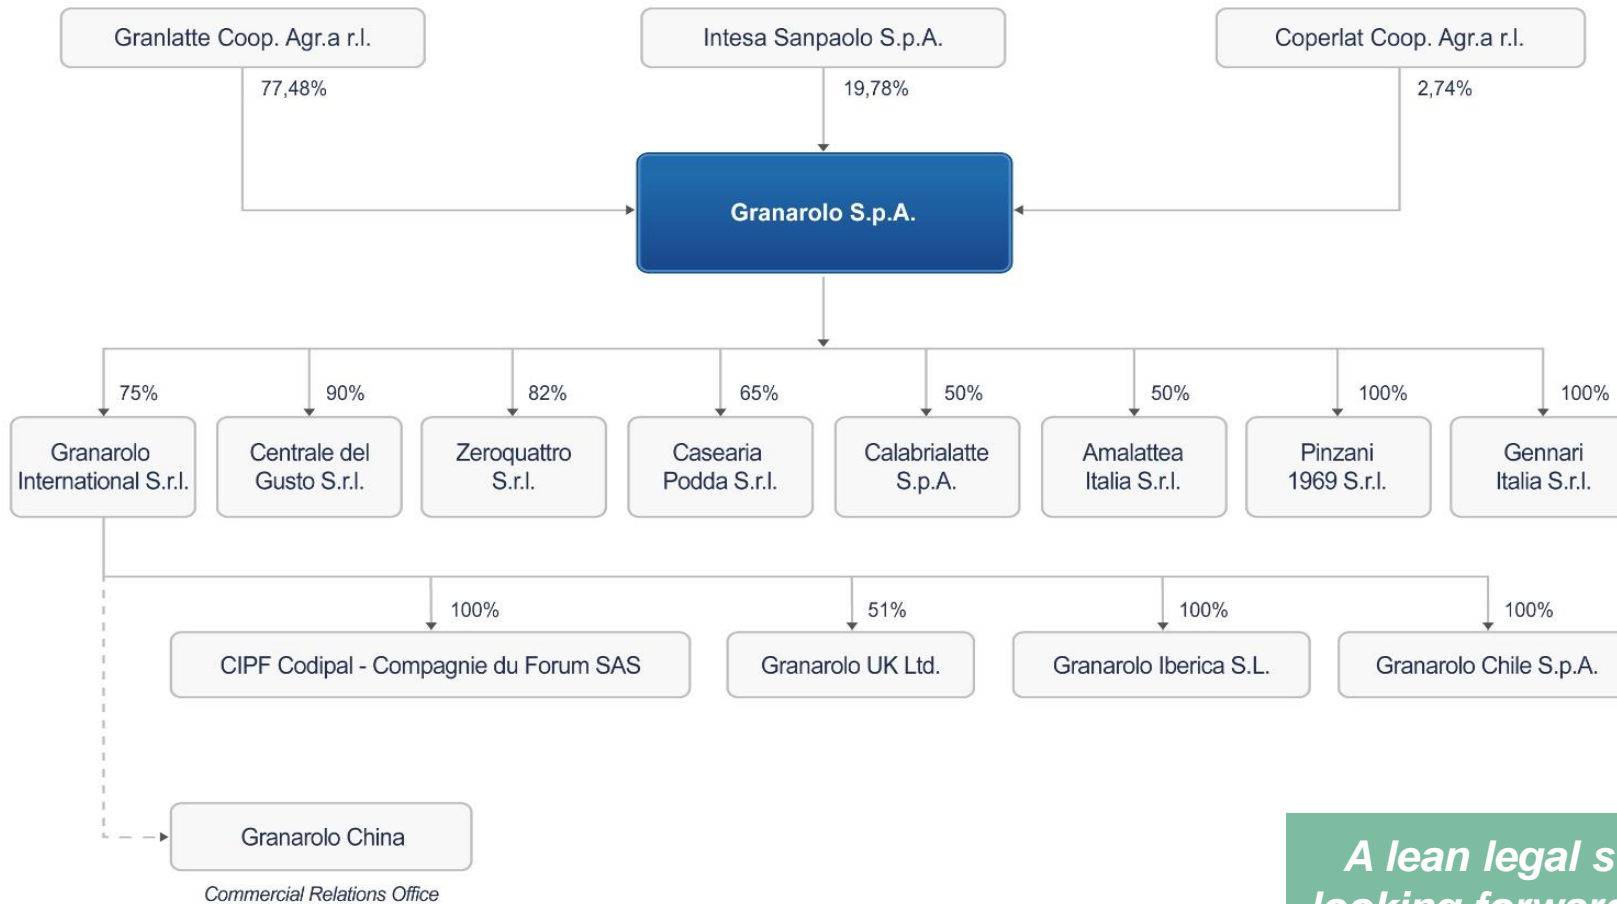 Granlatte Coop. Agr.a r.l.
Intesa Sanpaolo S.p.A.
Coperlat Coop. Agr.a r.l.
77,48%
19,78%
2,74%
Granarolo S.p.A.
75%
90%
82%
65%
50%
50%
100%
100%
Granarolo
International S.r.l.
Centrale del
Gusto S.r.l.
Zeroquattro
S.r.l.
Casearia
Podda S.r.l.
Calabrialatte
S.p.A.
Amalattea
Italia S.r.l.
Pinzani
1969 S.r.l.
Gennari
Italia S.r.l.
100%
51%
100%
100%
CIPF Codipal - Compagnie du Forum SAS
Granarolo UK Ltd.
Granarolo Iberica S.L.
Granarolo Chile S.p.A.
Granarolo China
Commercial Relations Office
A lean legal s
looking forward